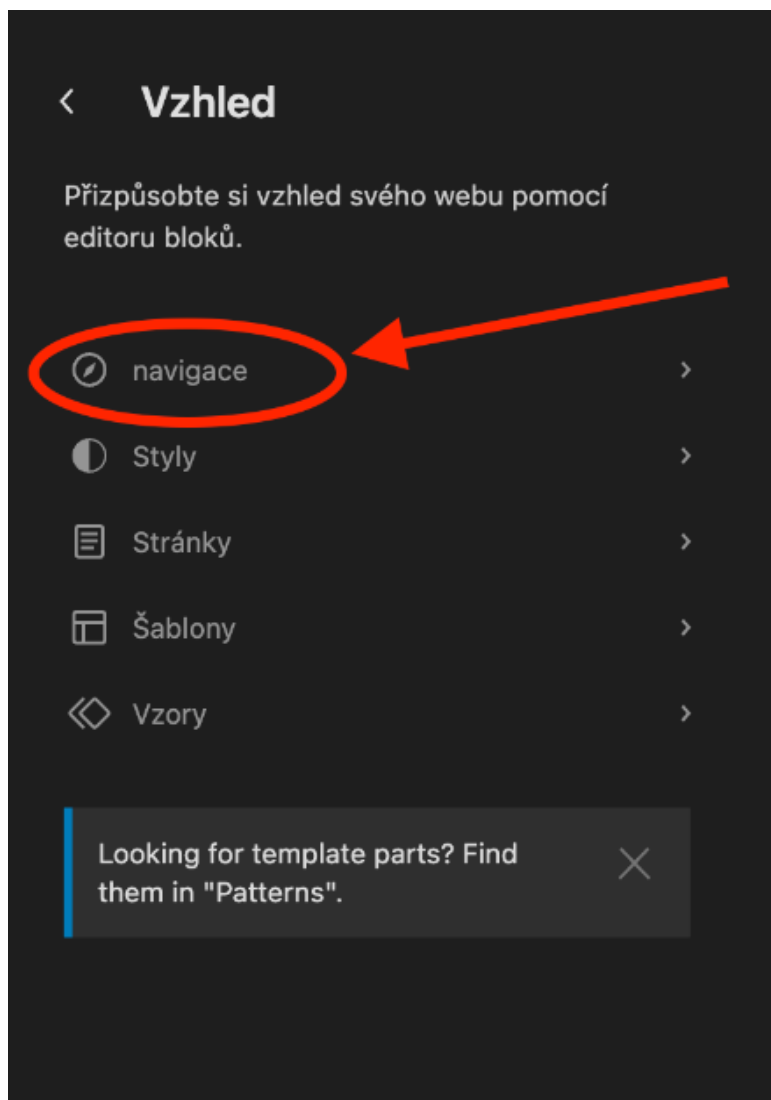 Vzhled
Přizpůsobte si vzhled svého webu pomocí
editoru bloků.
navigace
Styly
Stránky
Šablony
Vzory
Looking for template parts? Find
them in "Patterns".